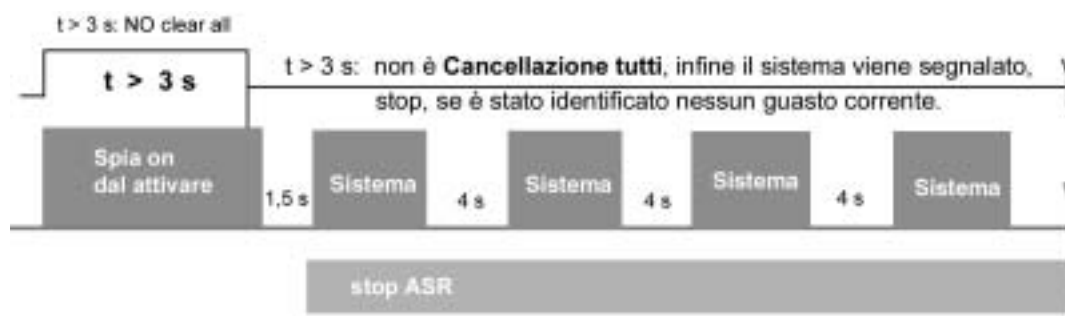 t > 3 s: NO clear all
t > 3 s
t > 3 s: non è Cancellazione tutti, infine il sistema viene segnalato,
stop, se è stato identificato nessun guasto corrente.
Spia on
dal attivare
1,5 s
Sistema
4 s
Sistema
4 s
Sistema
4 s
Sistema
stop ASR